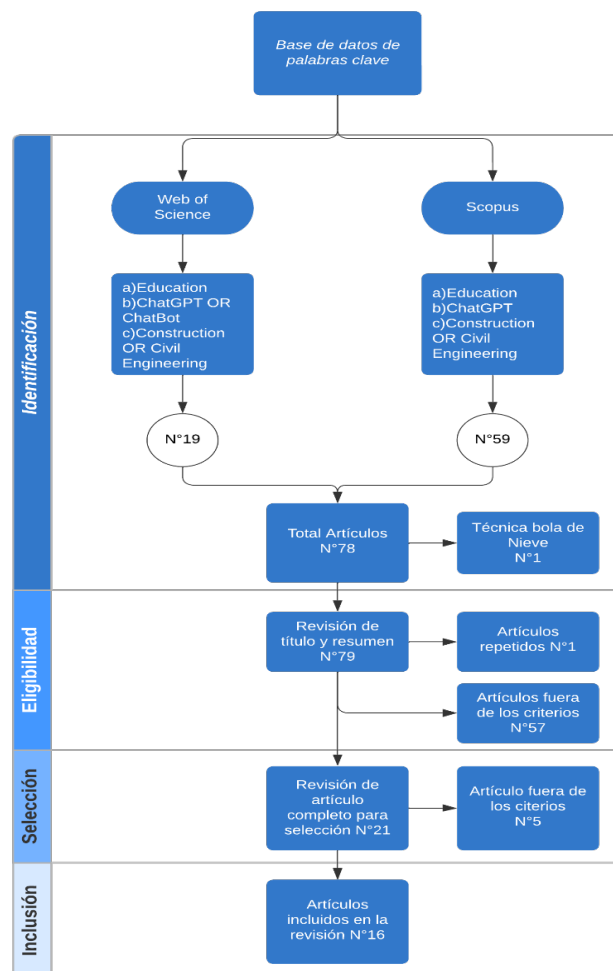 Base de datos de
palabras clave
Identificación
Web of
Science
Scopus
a)Education
b)ChatGPT OR
ChatBot
c)Construction
OR Civil
Engineering
a)Education
b)ChatGPT
c)Construction
OR Civil
Engineering
N°19
N°59
Total Artículos
N°78
Técnica bola de
Nieve
N°1
Eligibilidad
Revisión de
título y resumen
N°79
Artículos
repetidos N°1
Artículos fuera
de los criterios
N°57
Selección
Revisión de
artículo
completo para
selección N°21
Artículo fuera de
los citerios
N°5
Inclusión
Artículos
incluidos en la
revisión N°16